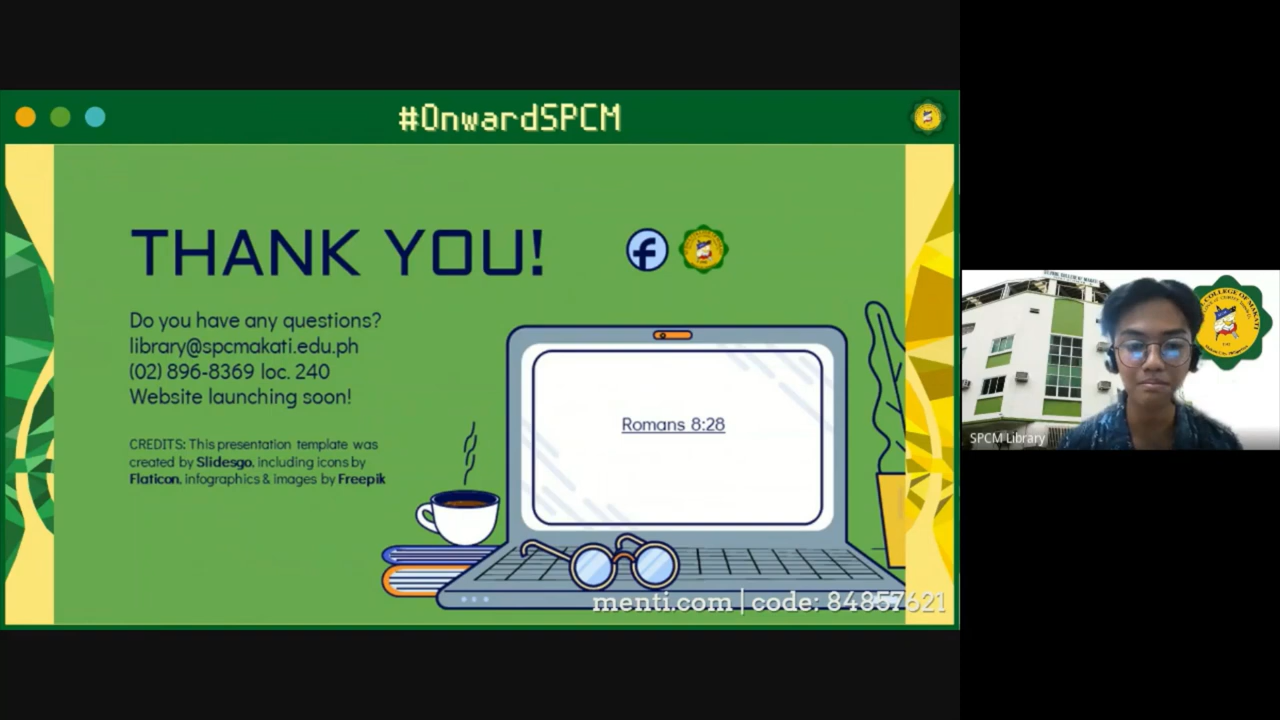 #OnwardSPCM
THANK YOU!
Do you have any questions?
library@spcmakati.edu.ph
(02) 896-8369 loc. 240
Website launching soon!
CREDITS: This presentation template was
created by Slidesgo, including icons by
Flaticon, infographics & images by Freepik
Romans 8:28
menti.com | code: 84857621
SPCM Library